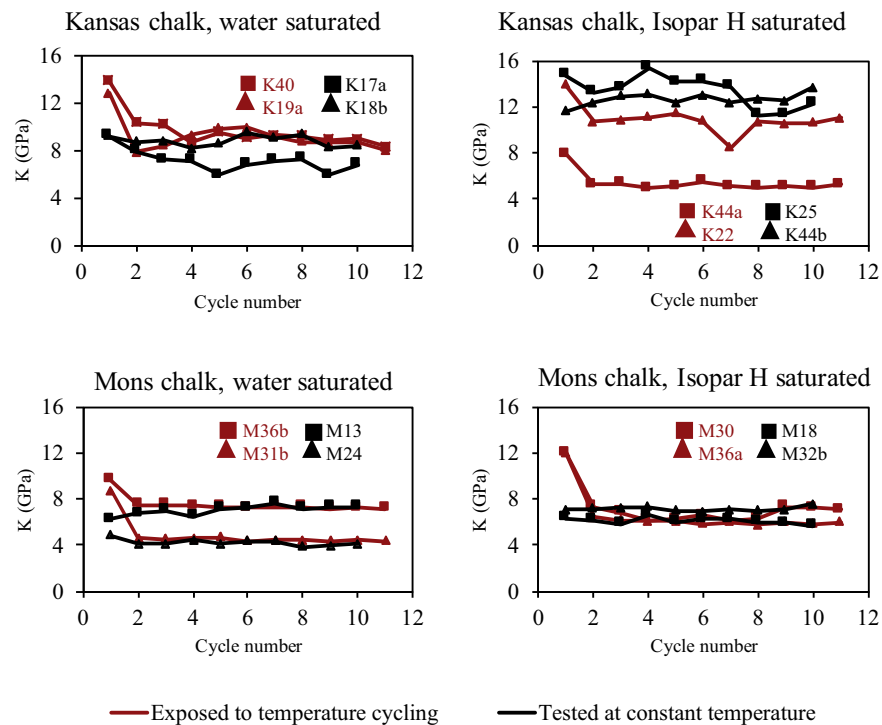 Kansas chalk, water saturated
K (GPa)
16
12
8
4
0
K40 K17a
K19a K18b
0 2 4 6 8 10 12
Cycle number
Kansas chalk, Isopar H saturated
K (GPa)
16
12
8
4
0
K44a K25
K22 K44b
0 2 4 6 8 10 12
Cycle number
Mons chalk, water saturated
K (GPa)
16
12
8
4
0
M36b M13
M31b M24
0 2 4 6 8 10 12
Cycle number
Mons chalk, Isopar H saturated
K (GPa)
16
12
8
4
0
M30 M18
M36a M32b
0 2 4 6 8 10 12
Cycle number
Exposed to temperature cycling Tested at constant temperature